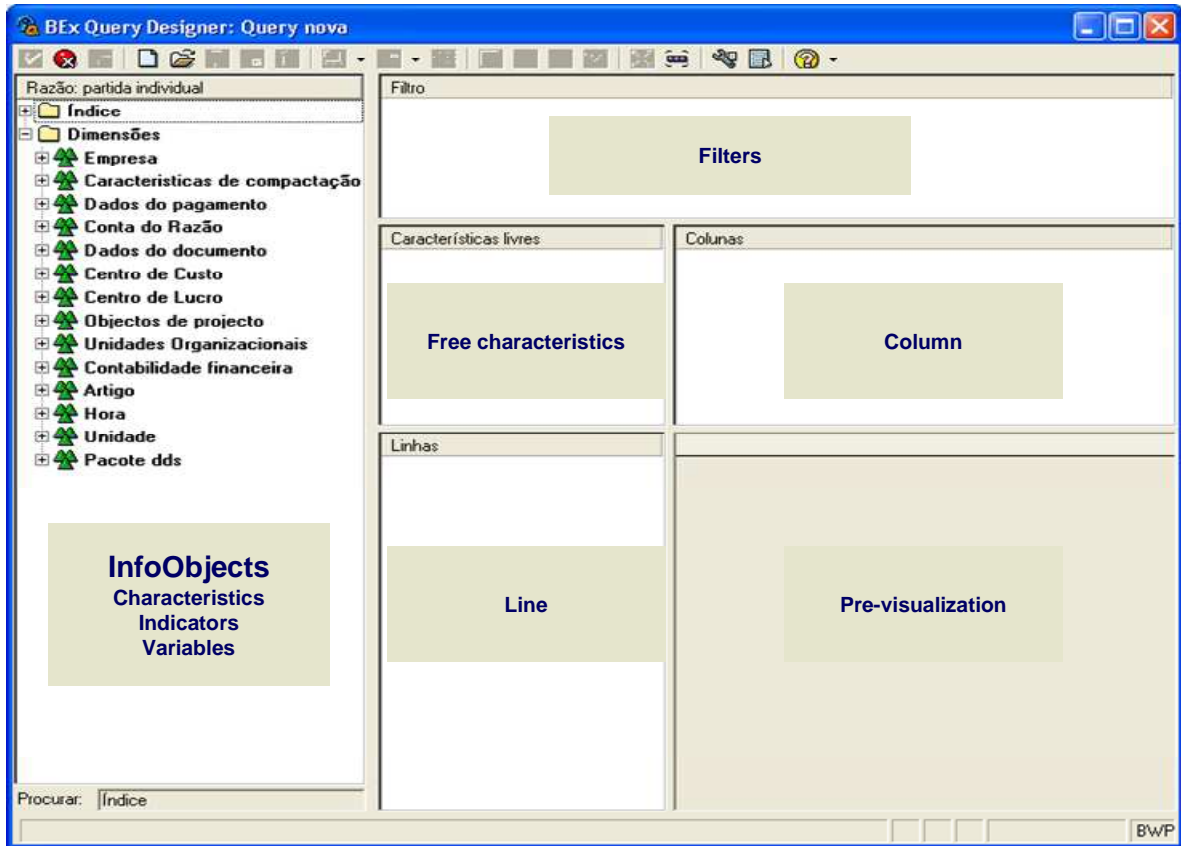 BEx Query Designer: Query nova
Razão: partida individual
Índice
Dimensões
Empresa
Caracteristicas de compactação
Dados do pagamento
Conta do Razão
Dados do documento
Centro de Custo
Centro de Lucro
Objectos de projecto
Unidades Organizacionais
Contabilidade financeira
Artigo
Hora
Unidade
Pacote dds
InfoObjects
Characteristics
Indicators
Variables
Procurar: Índice
Filtro
Filters
Características livres
Free characteristics
Colunas
Column
Linhas
Line
Pre-visualization
BWP